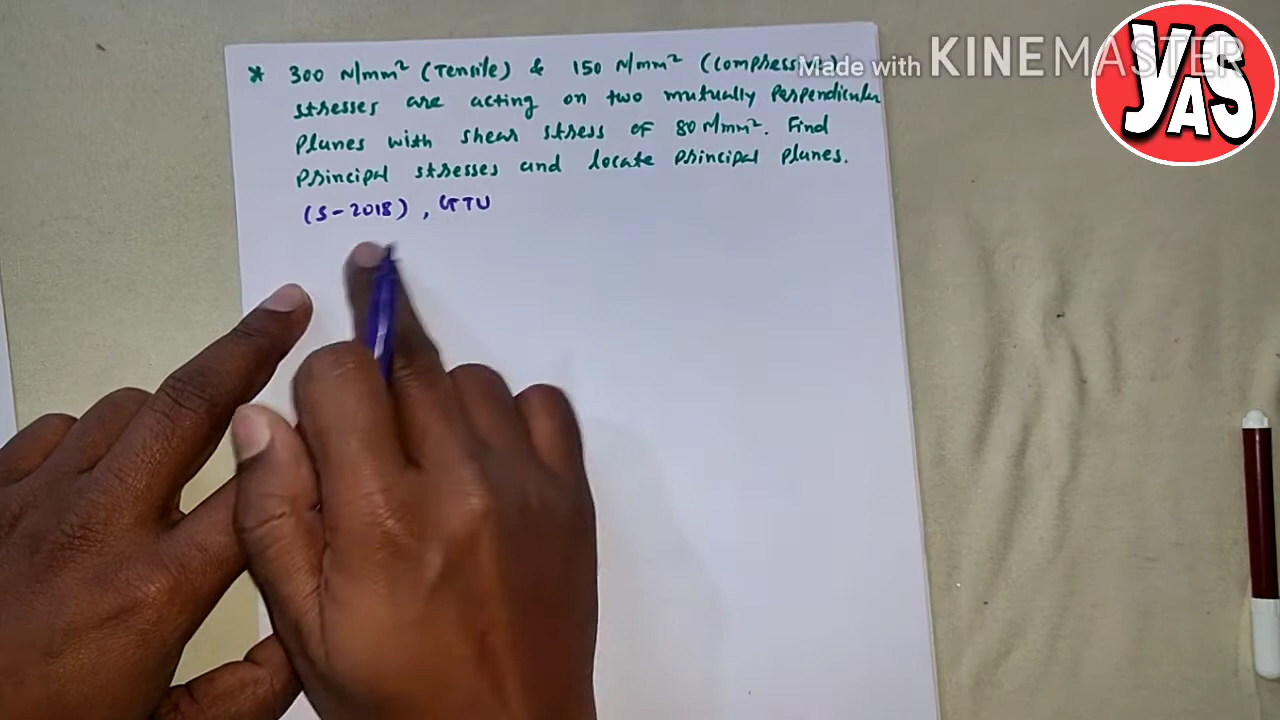 * 300 N/mm² (Tensile) & 150 N/mm² (compressive)
stresses are acting on two mutually perpendicular
planes with shear stress of 80 N/mm². Find
principal stresses and locate principal planes.
(S-2018), GTU
Made with KINEMASTER
YAS